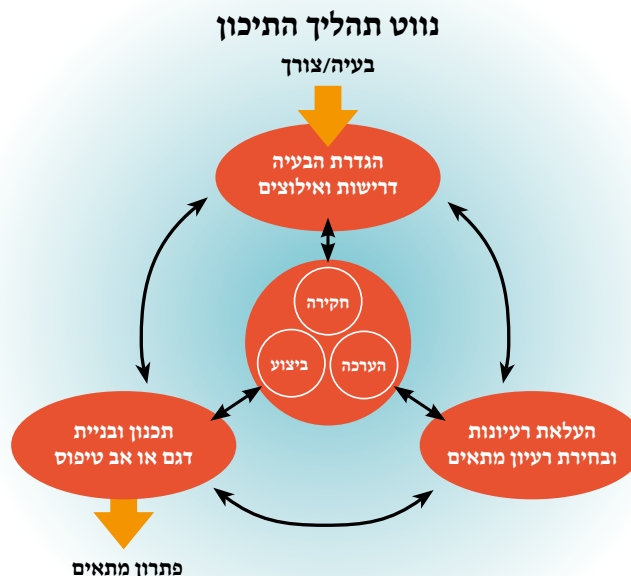 נווט תהליך התיכון
בעיה/צורך
הגדרת הבעיה
דרישות ואילוצים
חקירה
הערכה
ביצוע
העלאת רעיונות
ובחירת רעיון מתאים
תכנון ובניית
דגם או אב טיפוס
פתרון מתאים